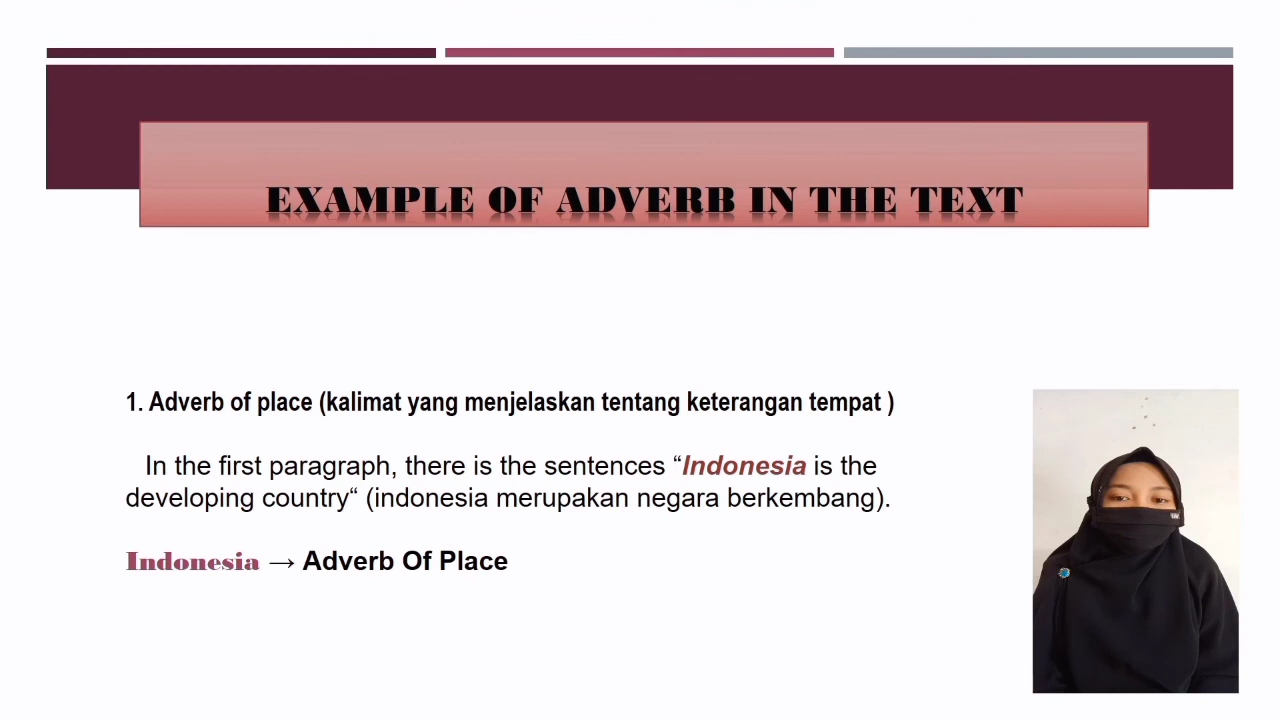 EXAMPLE OF ADVERB IN THE TEXT
1. Adverb of place (kalimat yang menjelaskan tentang keterangan tempat )
In the first paragraph, there is the sentences “Indonesia is the
developing country“ (indonesia merupakan negara berkembang).
Indonesia → Adverb Of Place